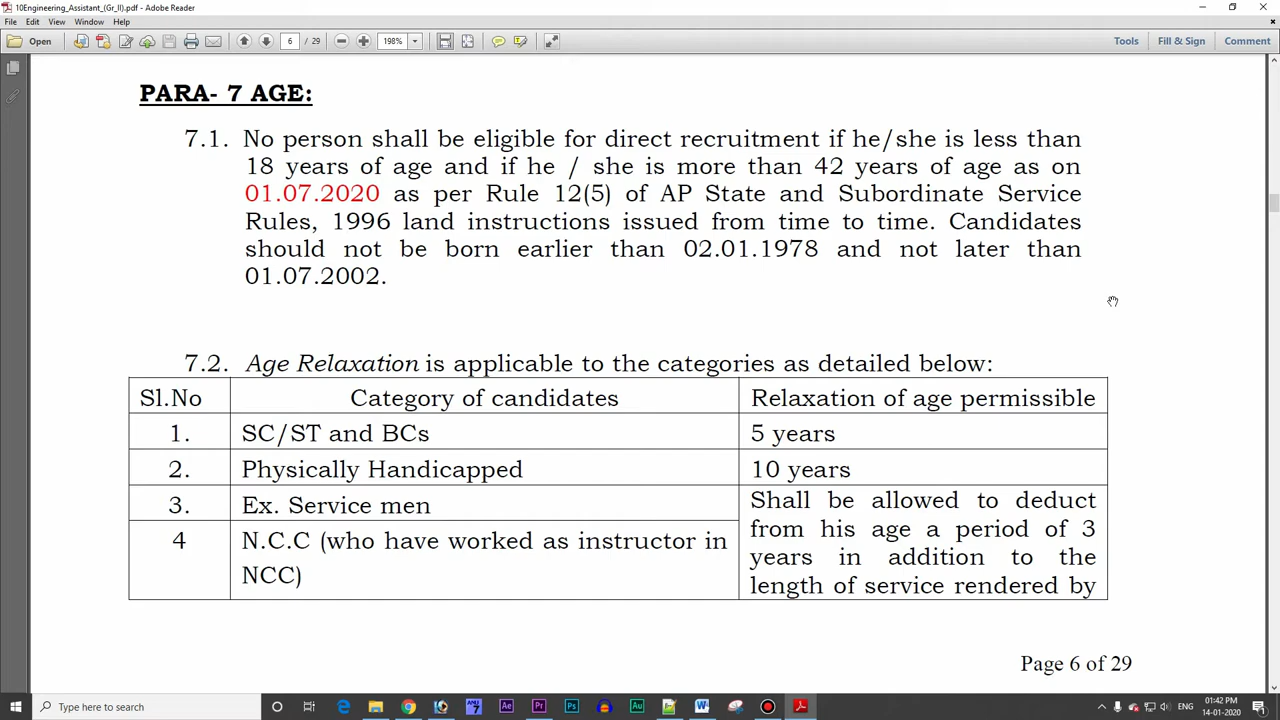 10Engineering_Assistant_(Gr_II).pdf - Adobe Reader
File Edit View Window Help
Open 6 / 29 198% Tools Fill & Sign Comment
PARA- 7 AGE:
7.1. No person shall be eligible for direct recruitment if he/she is less than
18 years of age and if he / she is more than 42 years of age as on
01.07.2020 as per Rule 12(5) of AP State and Subordinate Service
Rules, 1996 land instructions issued from time to time. Candidates
should not be born earlier than 02.01.1978 and not later than
01.07.2002.
7.2. Age Relaxation is applicable to the categories as detailed below:
Sl.No Category of candidates Relaxation of age permissible
1. SC/ST and BCs 5 years
2. Physically Handicapped 10 years
3. Ex. Service men
4 N.C.C (who have worked as instructor in
NCC)
Shall be allowed to deduct
from his age a period of 3
years in addition to the
length of service rendered by
Page 6 of 29
Type here to search
Ae Pr Ps Au
ENG
01:42 PM
14-01-2020